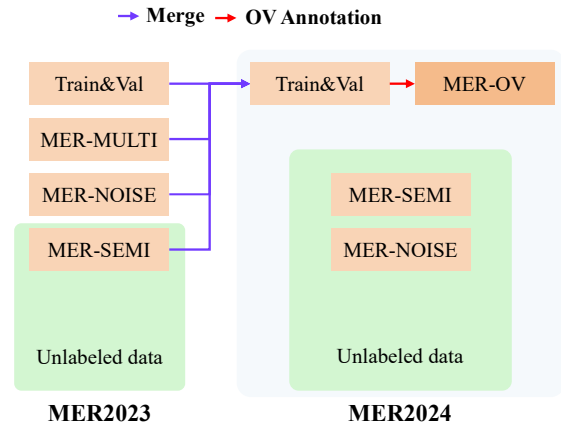 Merge OV Annotation
Train&Val Train&Val MER-OV
MER-MULTI
MER-NOISE MER-SEMI
MER-SEMI MER-NOISE
Unlabeled data Unlabeled data
MER2023 MER2024